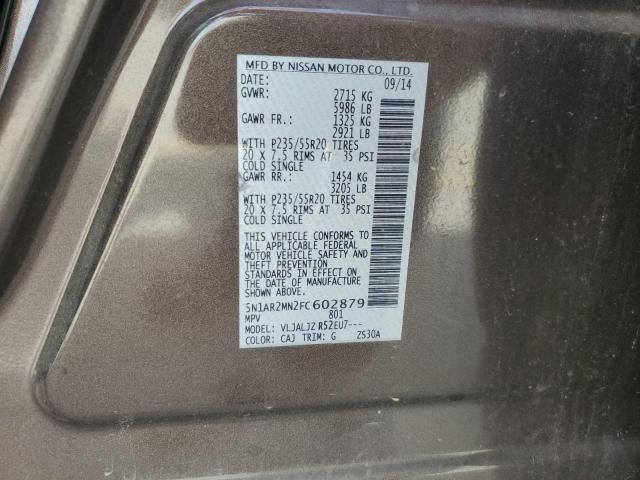 MFD BY NISSAN MOTOR CO., LTD.
DATE: 09/14
GVWR: 2715 KG
5986 LB
GAWR FR.: 1325 KG
2921 LB
WITH P235/55R20 TIRES
20 X 7.5 RIMS AT 35 PSI
COLD SINGLE
GAWR RR.: 1454 KG
3205 LB
WITH P235/55R20 TIRES
20 X 7.5 RIMS AT 35 PSI
COLD SINGLE
THIS VEHICLE CONFORMS TO
ALL APPLICABLE FEDERAL
MOTOR VEHICLE SAFETY AND
THEFT PREVENTION
STANDARDS IN EFFECT ON
THE DATE OF MANUFACTURE
5N1AR2MN2FC602879
MPV 801
MODEL: VLJALJZ R52EU7---
COLOR: CAJ TRIM: G ZS30A